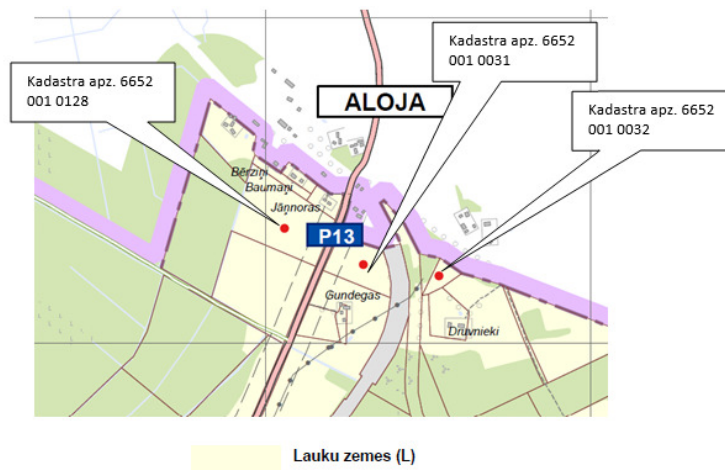 Kadastra apz. 6652
001 0031
Kadastra apz. 6652
001 0128
ALOJA
Kadastra apz. 6652
001 0032
Bērziņi
Baumaņi
Jāņnoras
P13
Gundegas
Druvnieki
Lauku zemes (L)